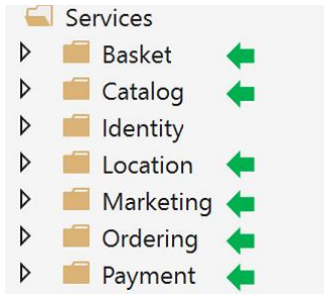 Services
Basket
Catalog
Identity
Location
Marketing
Ordering
Payment